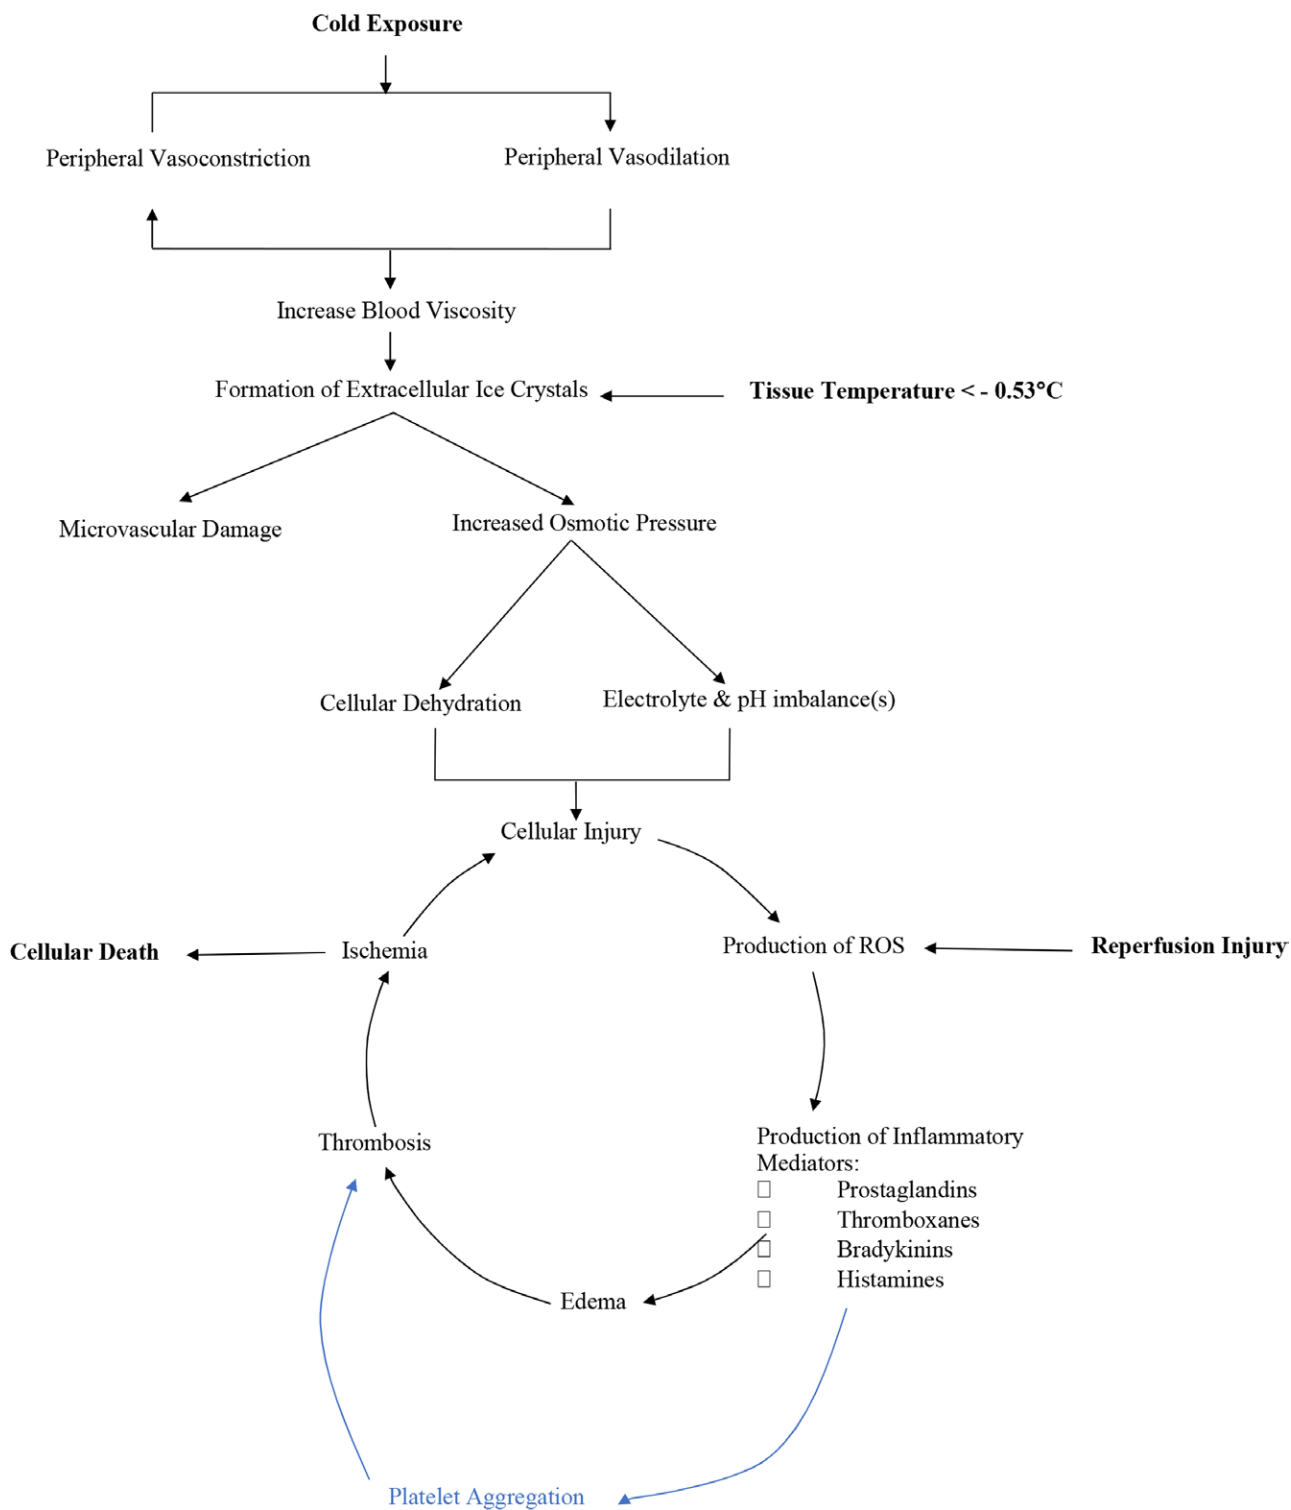 Cold Exposure
Peripheral Vasoconstriction
Peripheral Vasodilation
Increase Blood Viscosity
Formation of Extracellular Ice Crystals
Tissue Temperature < - 0.53°C
Microvascular Damage
Increased Osmotic Pressure
Cellular Dehydration
Electrolyte & pH imbalance(s)
Cellular Injury
Cellular Death
Ischemia
Production of ROS
Reperfusion Injury
Thrombosis
Production of Inflammatory
Mediators:
Prostaglandins
Thromboxanes
Bradykinins
Histamines
Edema
Platelet Aggregation